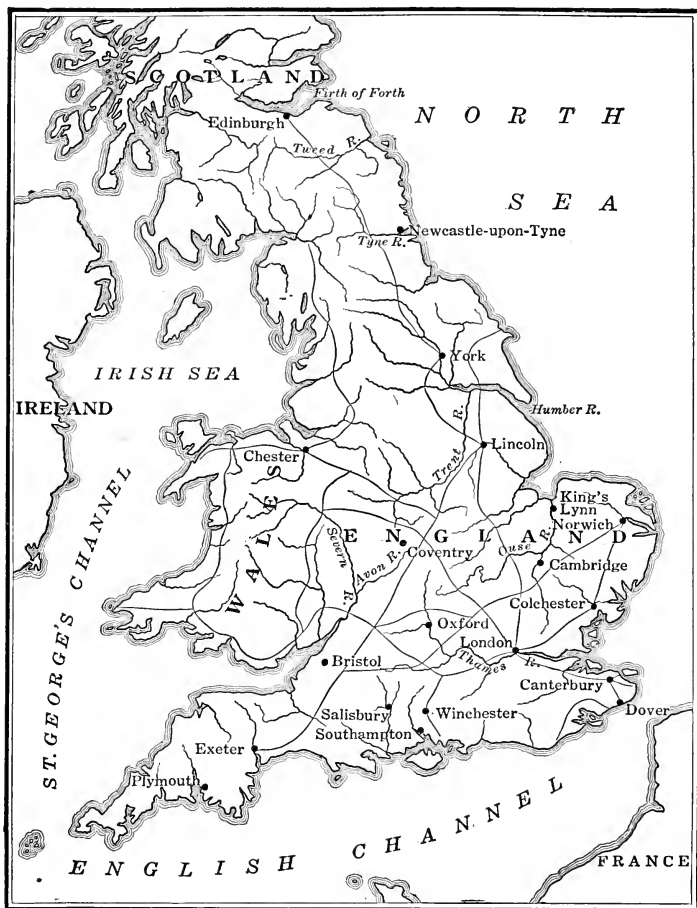 SCOTLAND
Firth of Forth
Edinburgh
NORTH
SEA
Tweed R.
Newcastle-upon-Tyne
Tyne R.
York
IRISH SEA
IRELAND
Humber R.
Trent R.
Lincoln
Chester
King's
Lynn
Norwich
WALES
ENGLAND
Severn R.
Avon R.
Coventry
Ouse R.
Cambridge
Colchester
ST. GEORGE'S CHANNEL
Oxford
London
Thames R.
Bristol
Canterbury
Dover
Salisbury
Winchester
Southampton
Exeter
Plymouth
ENGLISH CHANNEL
FRANCE